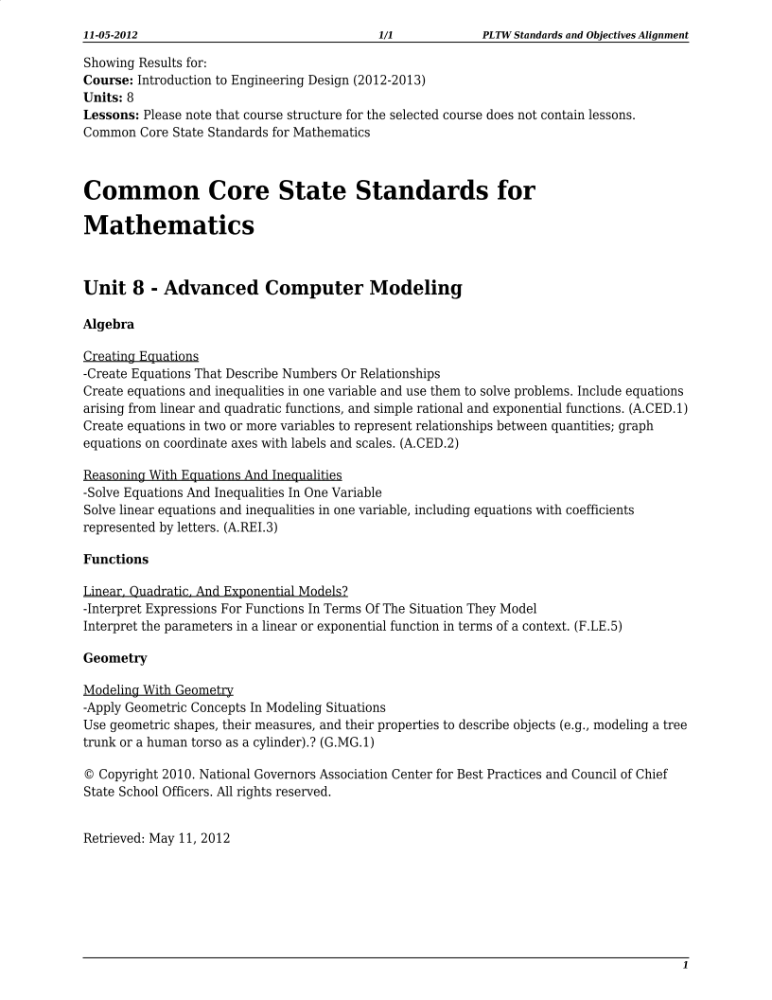 11-05-2012 1/1 PLTW Standards and Objectives Alignment
Showing Results for:
Course: Introduction to Engineering Design (2012-2013)
Units: 8
Lessons: Please note that course structure for the selected course does not contain lessons.
Common Core State Standards for Mathematics
Common Core State Standards for
Mathematics
Unit 8 - Advanced Computer Modeling
Algebra
Creating Equations
-Create Equations That Describe Numbers Or Relationships
Create equations and inequalities in one variable and use them to solve problems. Include equations
arising from linear and quadratic functions, and simple rational and exponential functions. (A.CED.1)
Create equations in two or more variables to represent relationships between quantities; graph
equations on coordinate axes with labels and scales. (A.CED.2)
Reasoning With Equations And Inequalities
-Solve Equations And Inequalities In One Variable
Solve linear equations and inequalities in one variable, including equations with coefficients
represented by letters. (A.REI.3)
Functions
Linear, Quadratic, And Exponential Models?
-Interpret Expressions For Functions In Terms Of The Situation They Model
Interpret the parameters in a linear or exponential function in terms of a context. (F.LE.5)
Geometry
Modeling With Geometry
-Apply Geometric Concepts In Modeling Situations
Use geometric shapes, their measures, and their properties to describe objects (e.g., modeling a tree
trunk or a human torso as a cylinder).? (G.MG.1)
© Copyright 2010. National Governors Association Center for Best Practices and Council of Chief
State School Officers. All rights reserved.
Retrieved: May 11, 2012
1